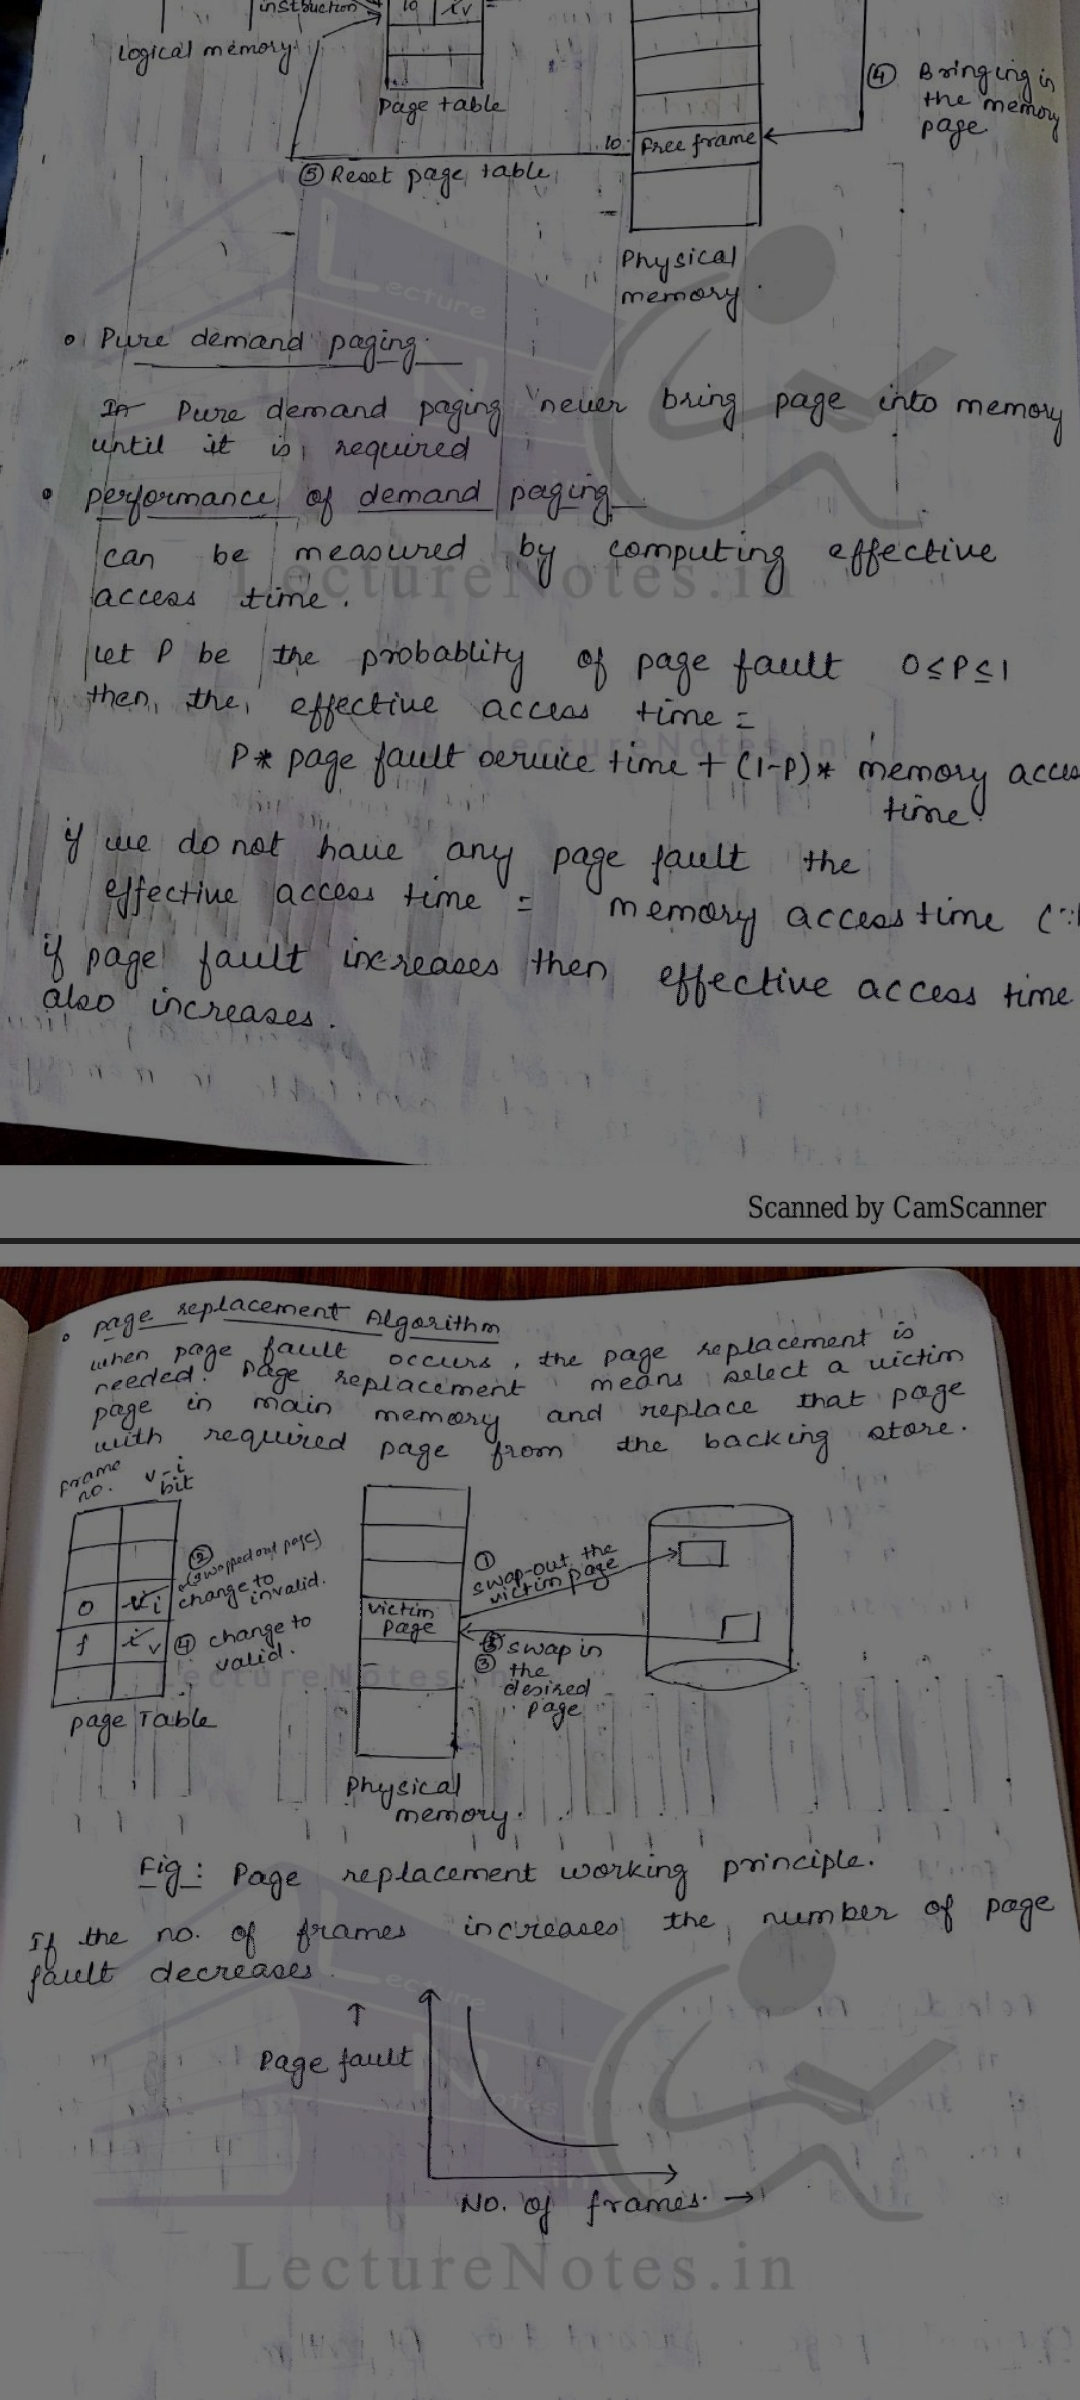 instruction
10 i v
Logical memory
page table
④ Bringing in
the memory
page
10. Free frame
⑤ Reset page table
Physical
memory.
Pure demand paging.
In Pure demand paging never bring page into memory
until it is required
performance of demand paging
can be measured by computing effective
access time.
Let P be the probablity of page fault 0≤P≤1
then, the, effective access time =
P* page fault service time + (1-P)* memory acces
time.
if we do not have any page fault the
effective access time = memory access time (∵
if page fault increases then effective access time
also increases.
Scanned by CamScanner
page replacement Algorithm
when page fault occurs, the page replacement is
needed. Page replacement means select a victim
page in main memory and replace that page
with required page from the backing store.
Frame no. v-i bit
② (swapped out page)
change to
invalid.
0 v i
f i v
④ change to
valid.
page Table
victim
page
① swap-out the
victim page
③ swap in
the
desired
page
Physical
memory.
Fig: Page replacement working principle.
If the no. of frames increases the number of page
fault decreases
↑
Page fault
No. of frames. →
Lecture
Notes
LectureNotes.in
LectureNotes.in
LectureNotes.in
Lecture
Notes
LectureNotes.in